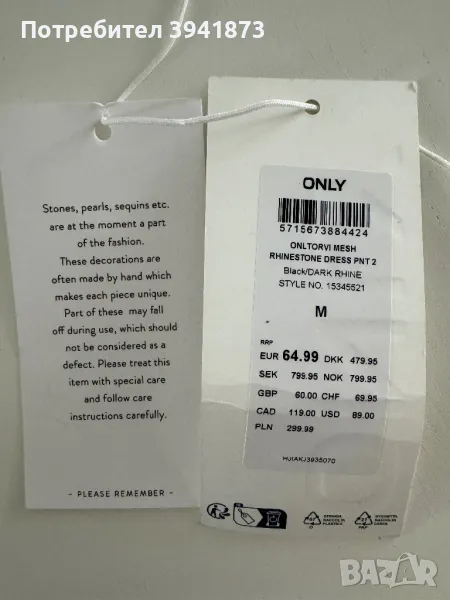 Потребител 3941873
Stones, pearls, sequins etc.
are at the moment a part
of the fashion.
These decorations are
often made by hand which
makes each piece unique.
Part of these may fall
off during use, which should
not be considered as a
defect. Please treat this
item with special care
and follow care
instructions carefully.
- PLEASE REMEMBER -
ONLY
5715673884424
ONLTORVI MESH
RHINESTONE DRESS PNT 2
Black/DARK RHINE
STYLE NO. 15345521
M
RRP
EUR 64.99 DKK 479.95
SEK 799.95 NOK 799.95
GBP 60.00 CHF 69.95
CAD 119.00 USD 89.00
PLN 299.99
bazar